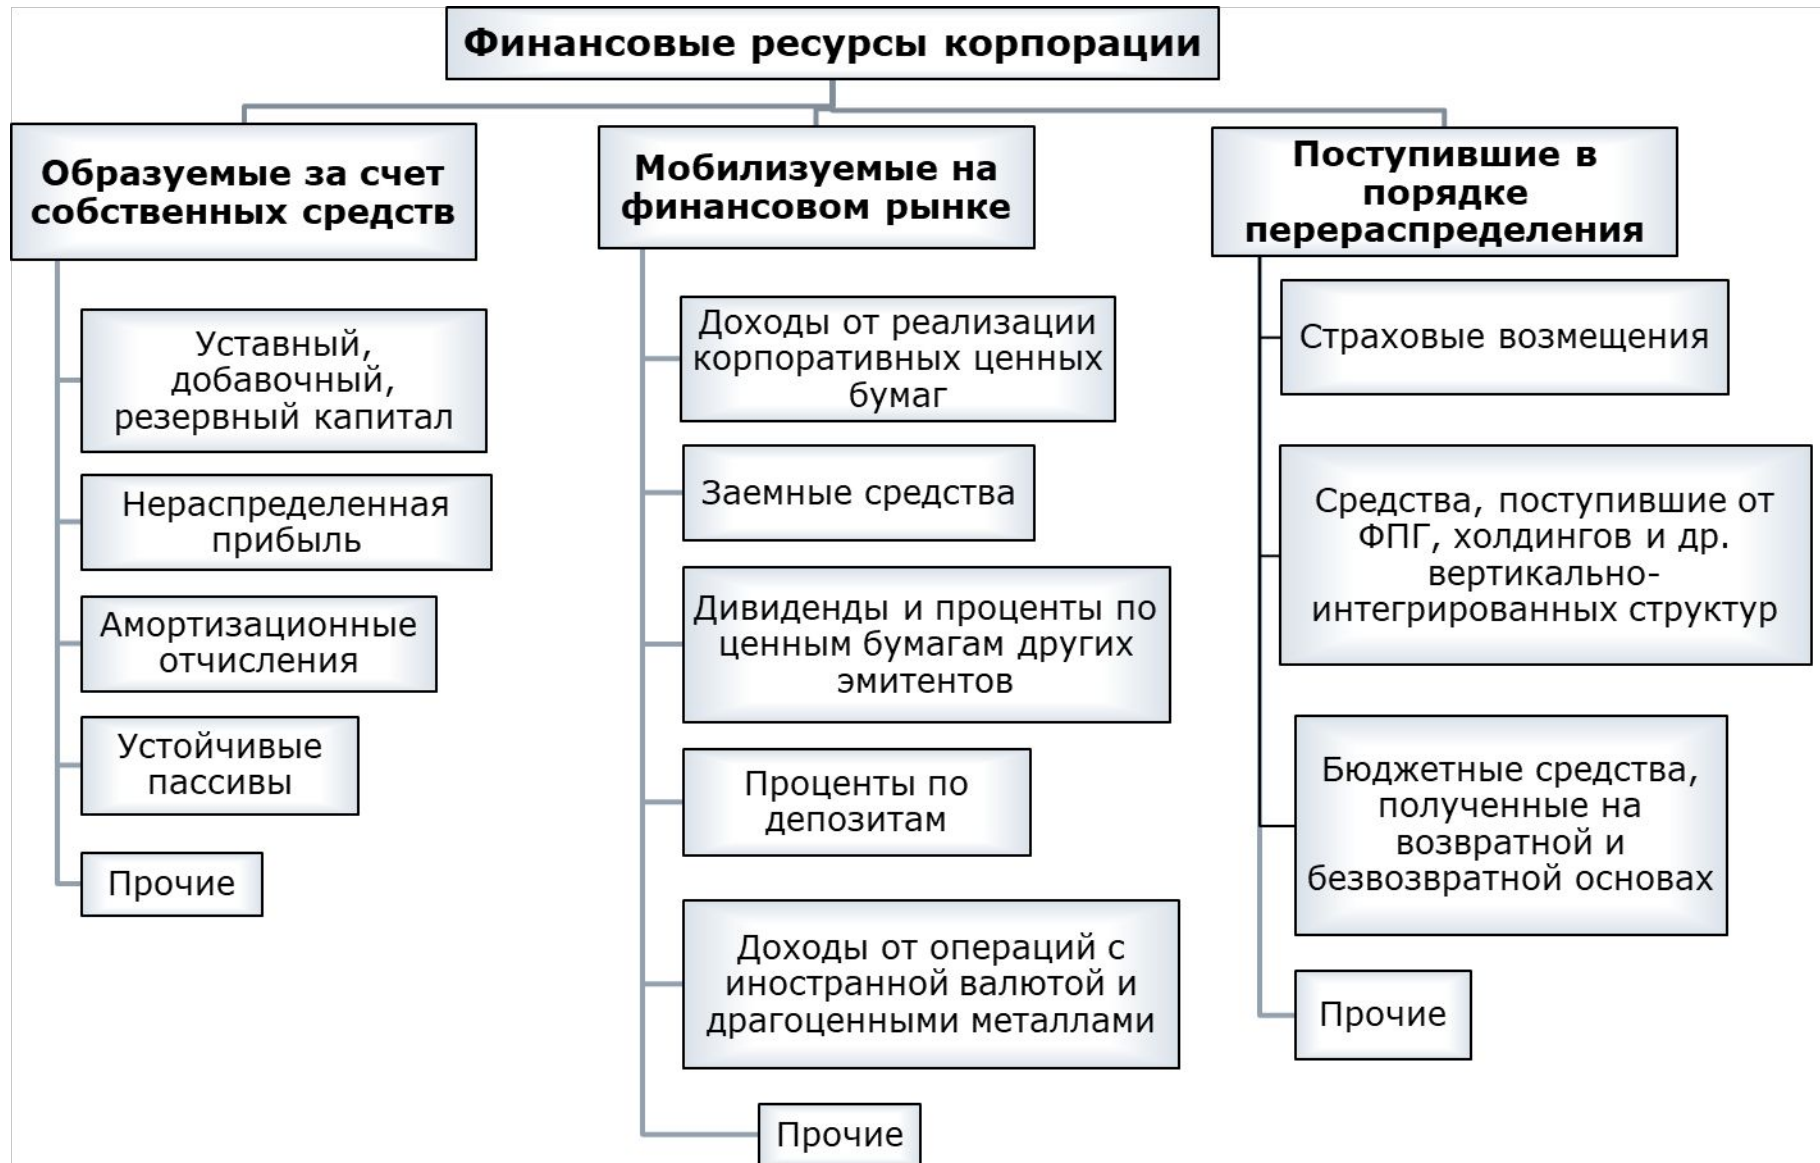 Финансовые ресурсы корпорации
Образуемые за счет
собственных средств
Уставный,
добавочный,
резервный капитал
Нераспределенная
прибыль
Амортизационные
отчисления
Устойчивые
пассивы
Прочие
Мобилизуемые на
финансовом рынке
Доходы от реализации
корпоративных ценных
бумаг
Заемные средства
Дивиденды и проценты по
ценным бумагам других
эмитентов
Проценты по
депозитам
Доходы от операций с
иностранной валютой и
драгоценными металлами
Прочие
Поступившие в
порядке
перераспределения
Страховые возмещения
Средства, поступившие от
ФПГ, холдингов и др.
вертикально-
интегрированных структур
Бюджетные средства,
полученные на
возвратной и
безвозвратной основах
Прочие